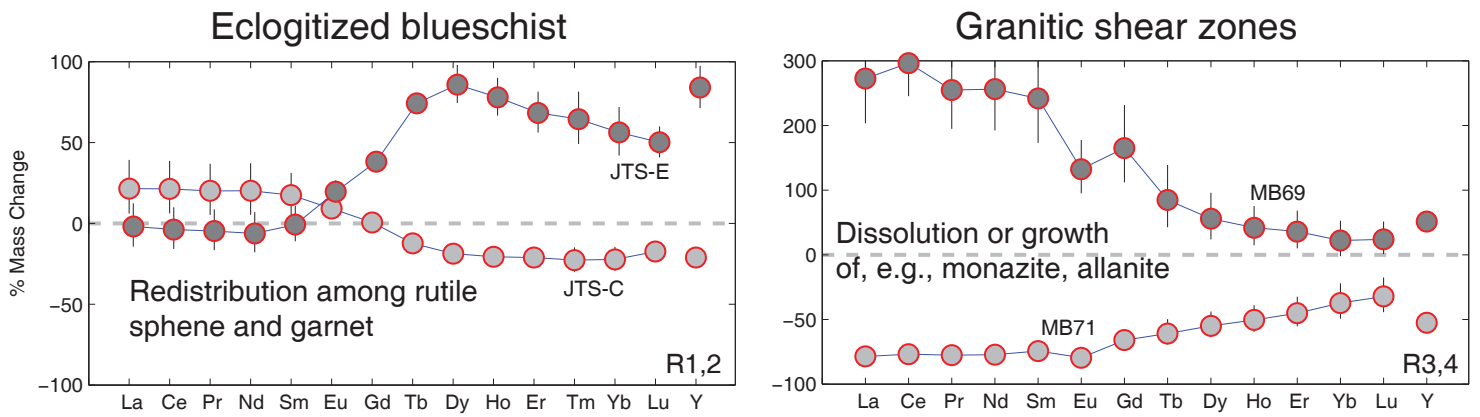 Eclogitized blueschist
% Mass Change
100
50
0
−50
−100
JTS-E
JTS-C
Redistribution among rutile
sphene and garnet
R1,2
La Ce Pr Nd Sm Eu Gd Tb Dy Ho Er Tm Yb Lu Y
Granitic shear zones
300
200
100
0
−50
−100
MB69
Dissolution or growth
of, e.g., monazite, allanite
MB71
R3,4
La Ce Pr Nd Sm Eu Gd Tb Dy Ho Er Yb Lu Y